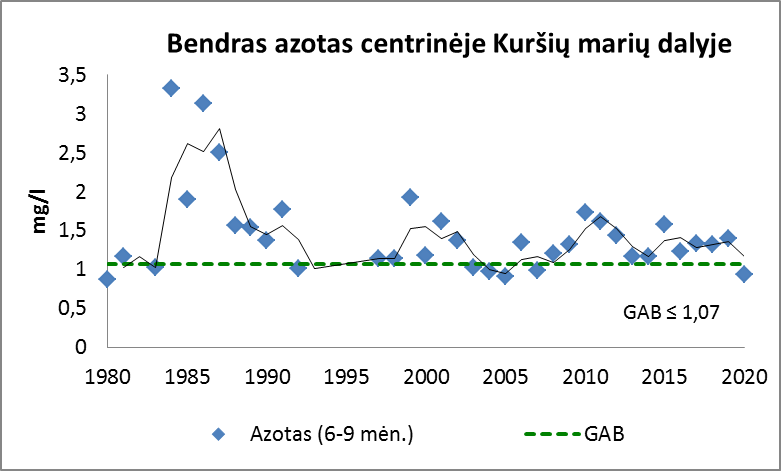 Bendras azotas centrinėje Kuršių marių dalyje
3,5
3
2,5
2
1,5
1
0,5
0
mg/l
GAB ≤ 1,07
1980 1985 1990 1995 2000 2005 2010 2015 2020
Azotas (6-9 mėn.) GAB